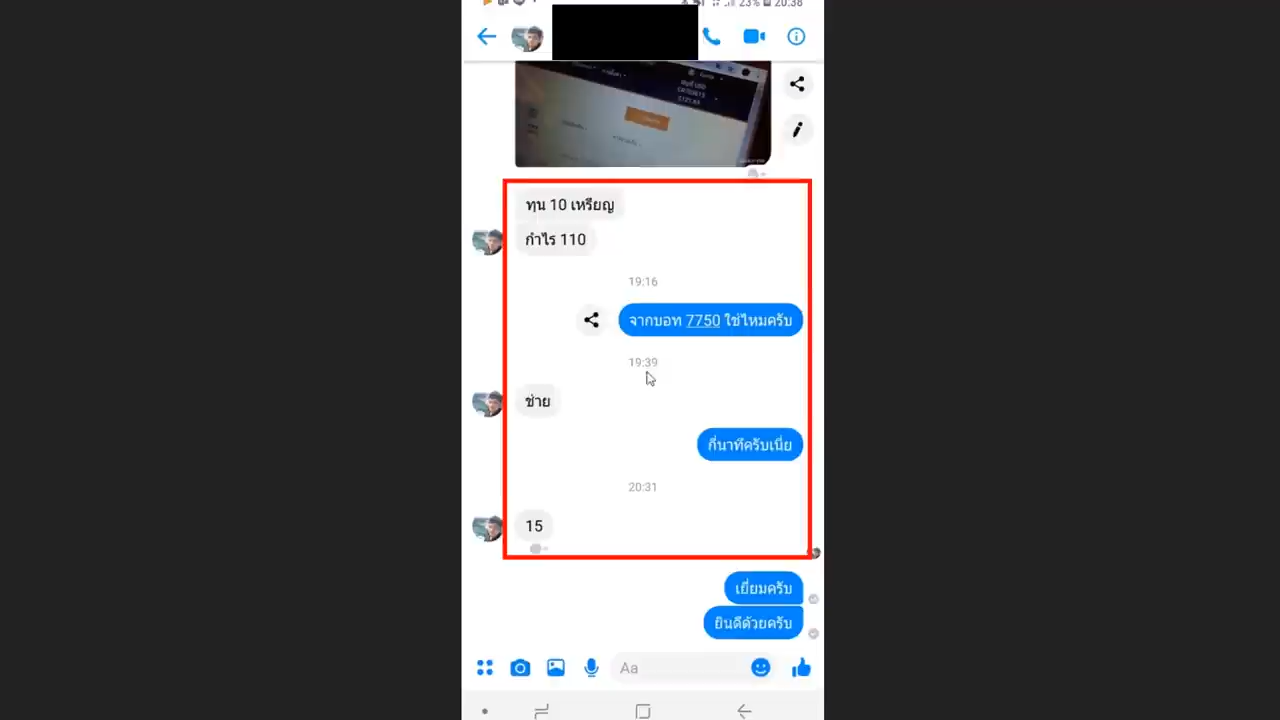 23% 20:38
ทุน 10 เหรียญ
กำไร 110
19:16
จากบอท 7750 ใช่ไหมครับ
19:39
ช่าย
กี่นาทีครับเนี่ย
20:31
15
เยี่ยมครับ
ยินดีด้วยครับ
Aa